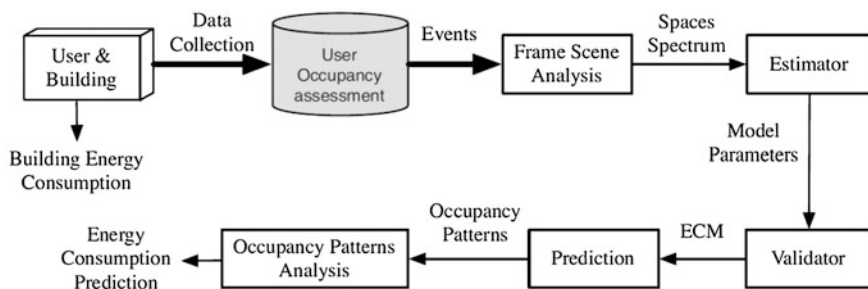 Data
Collection
User &
Building
User
Occupancy
assessment
Events
Frame Scene
Analysis
Spaces
Spectrum
Estimator
Building Energy
Consumption
Model
Parameters
Validator
ECM
Prediction
Occupancy
Patterns
Occupancy Patterns
Analysis
Energy
Consumption
Prediction